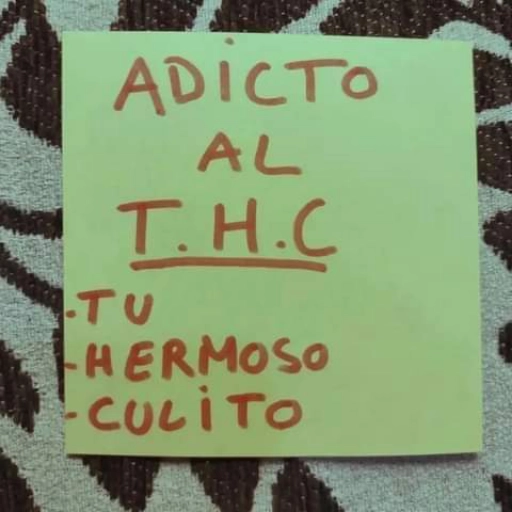 ADiCTO
AL
T.H.C
-TU
-HERMOSO
-CULiTO